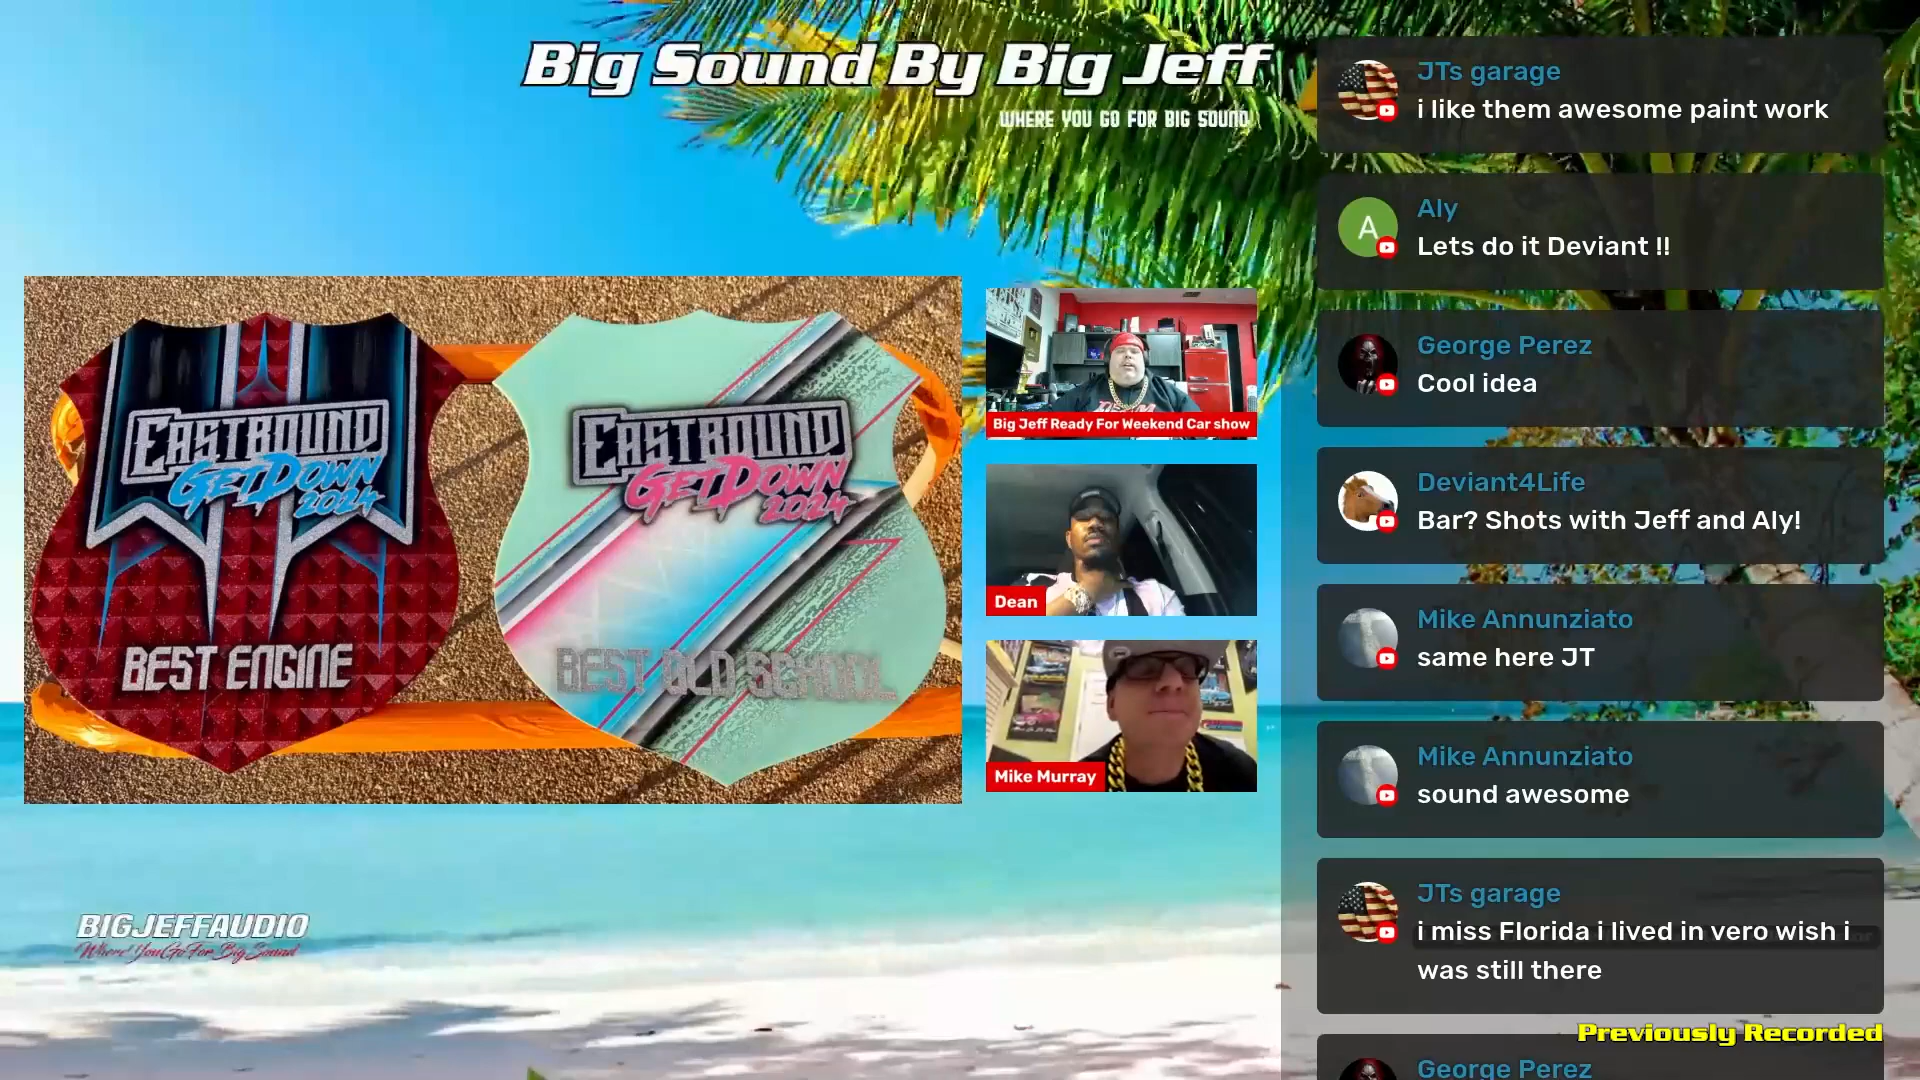 Big Sound By Big Jeff
WHERE YOU GO FOR BIG SOUND
EASTBOUND
GETDOWN
2024
BEST ENGINE
EASTBOUND
GETDOWN
2024
BEST OLD SCHOOL
Big Jeff Ready For Weekend Car show
Dean
Mike Murray
BIGJEFFAUDIO
Where You Go For Big Sound
JTs garage
i like them awesome paint work
A
Aly
Lets do it Deviant !!
George Perez
Cool idea
Deviant4Life
Bar? Shots with Jeff and Aly!
Mike Annunziato
same here JT
Mike Annunziato
sound awesome
JTs garage
i miss Florida i lived in vero wish i
was still there
Previously Recorded
George Perez